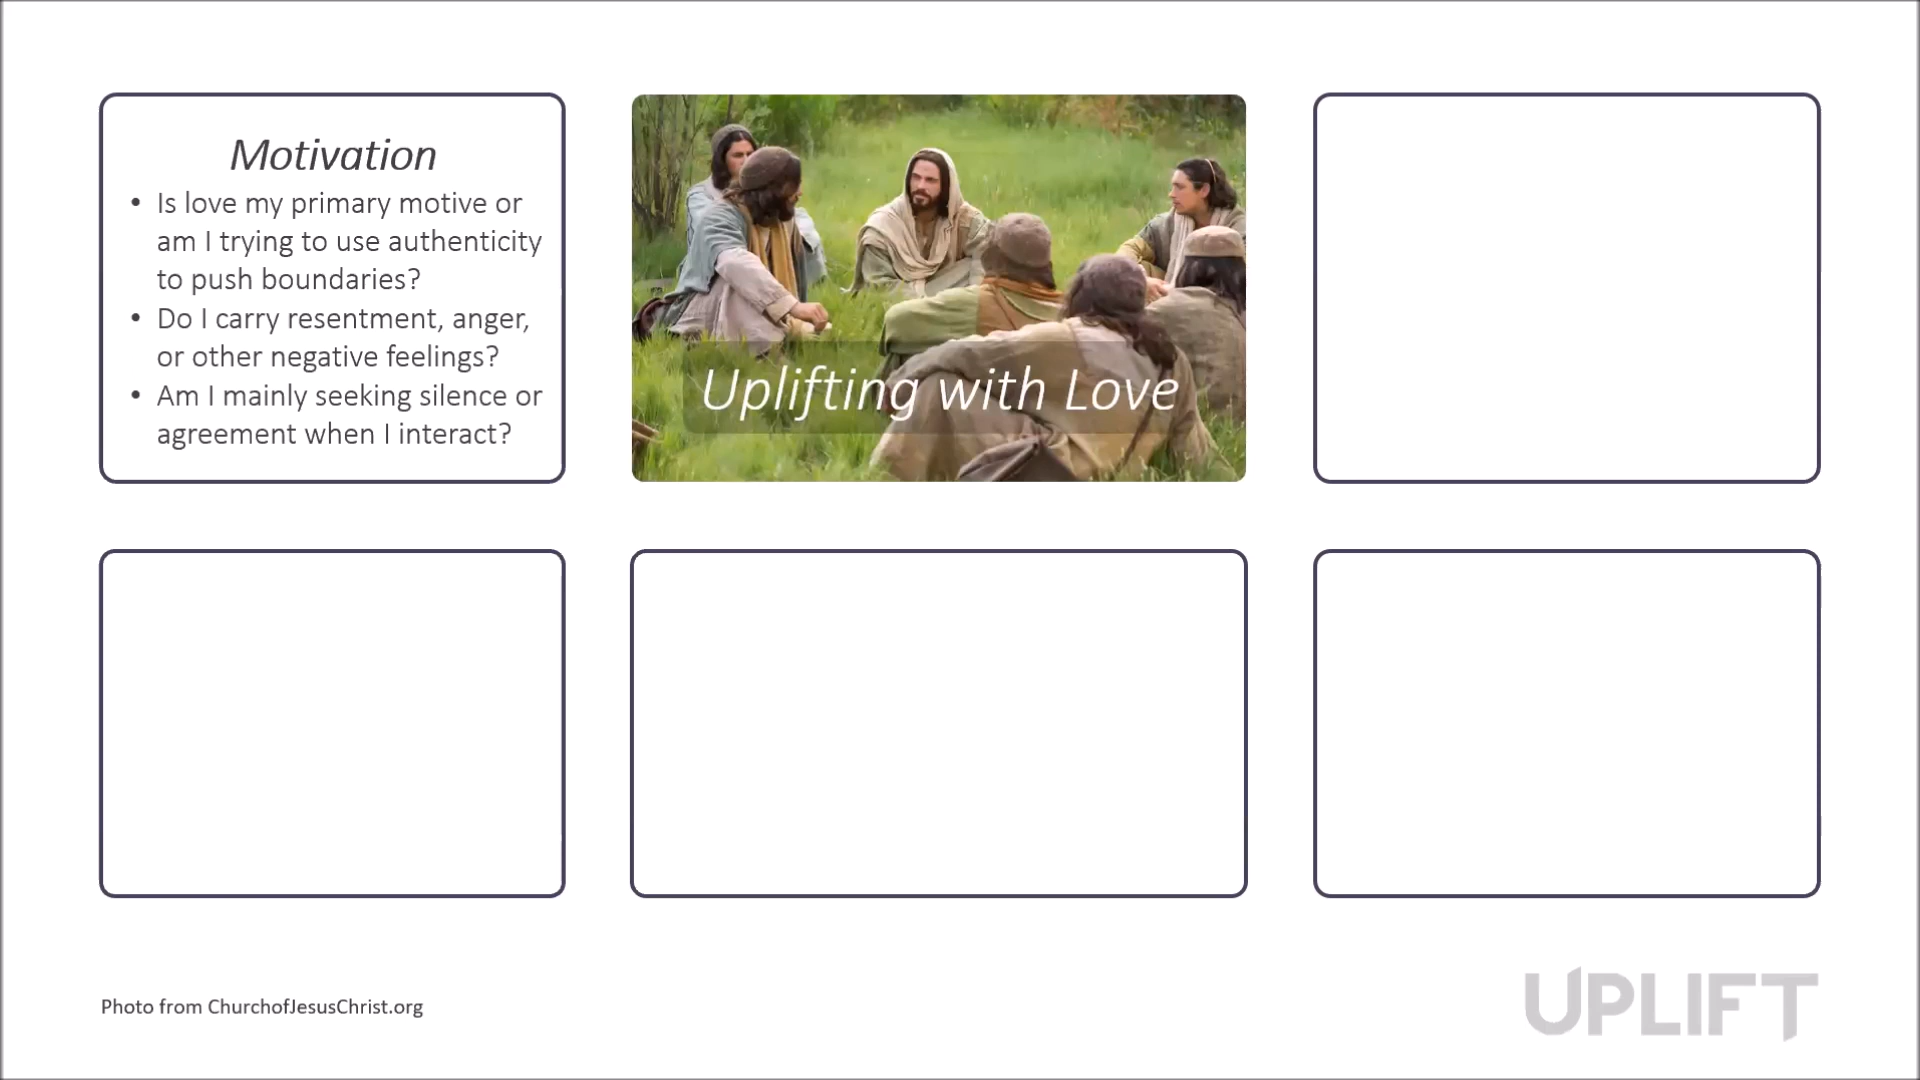 Motivation
• Is love my primary motive or
am I trying to use authenticity
to push boundaries?
• Do I carry resentment, anger,
or other negative feelings?
• Am I mainly seeking silence or
agreement when I interact?
Uplifting with Love
Photo from ChurchofJesusChrist.org
UPLIFT